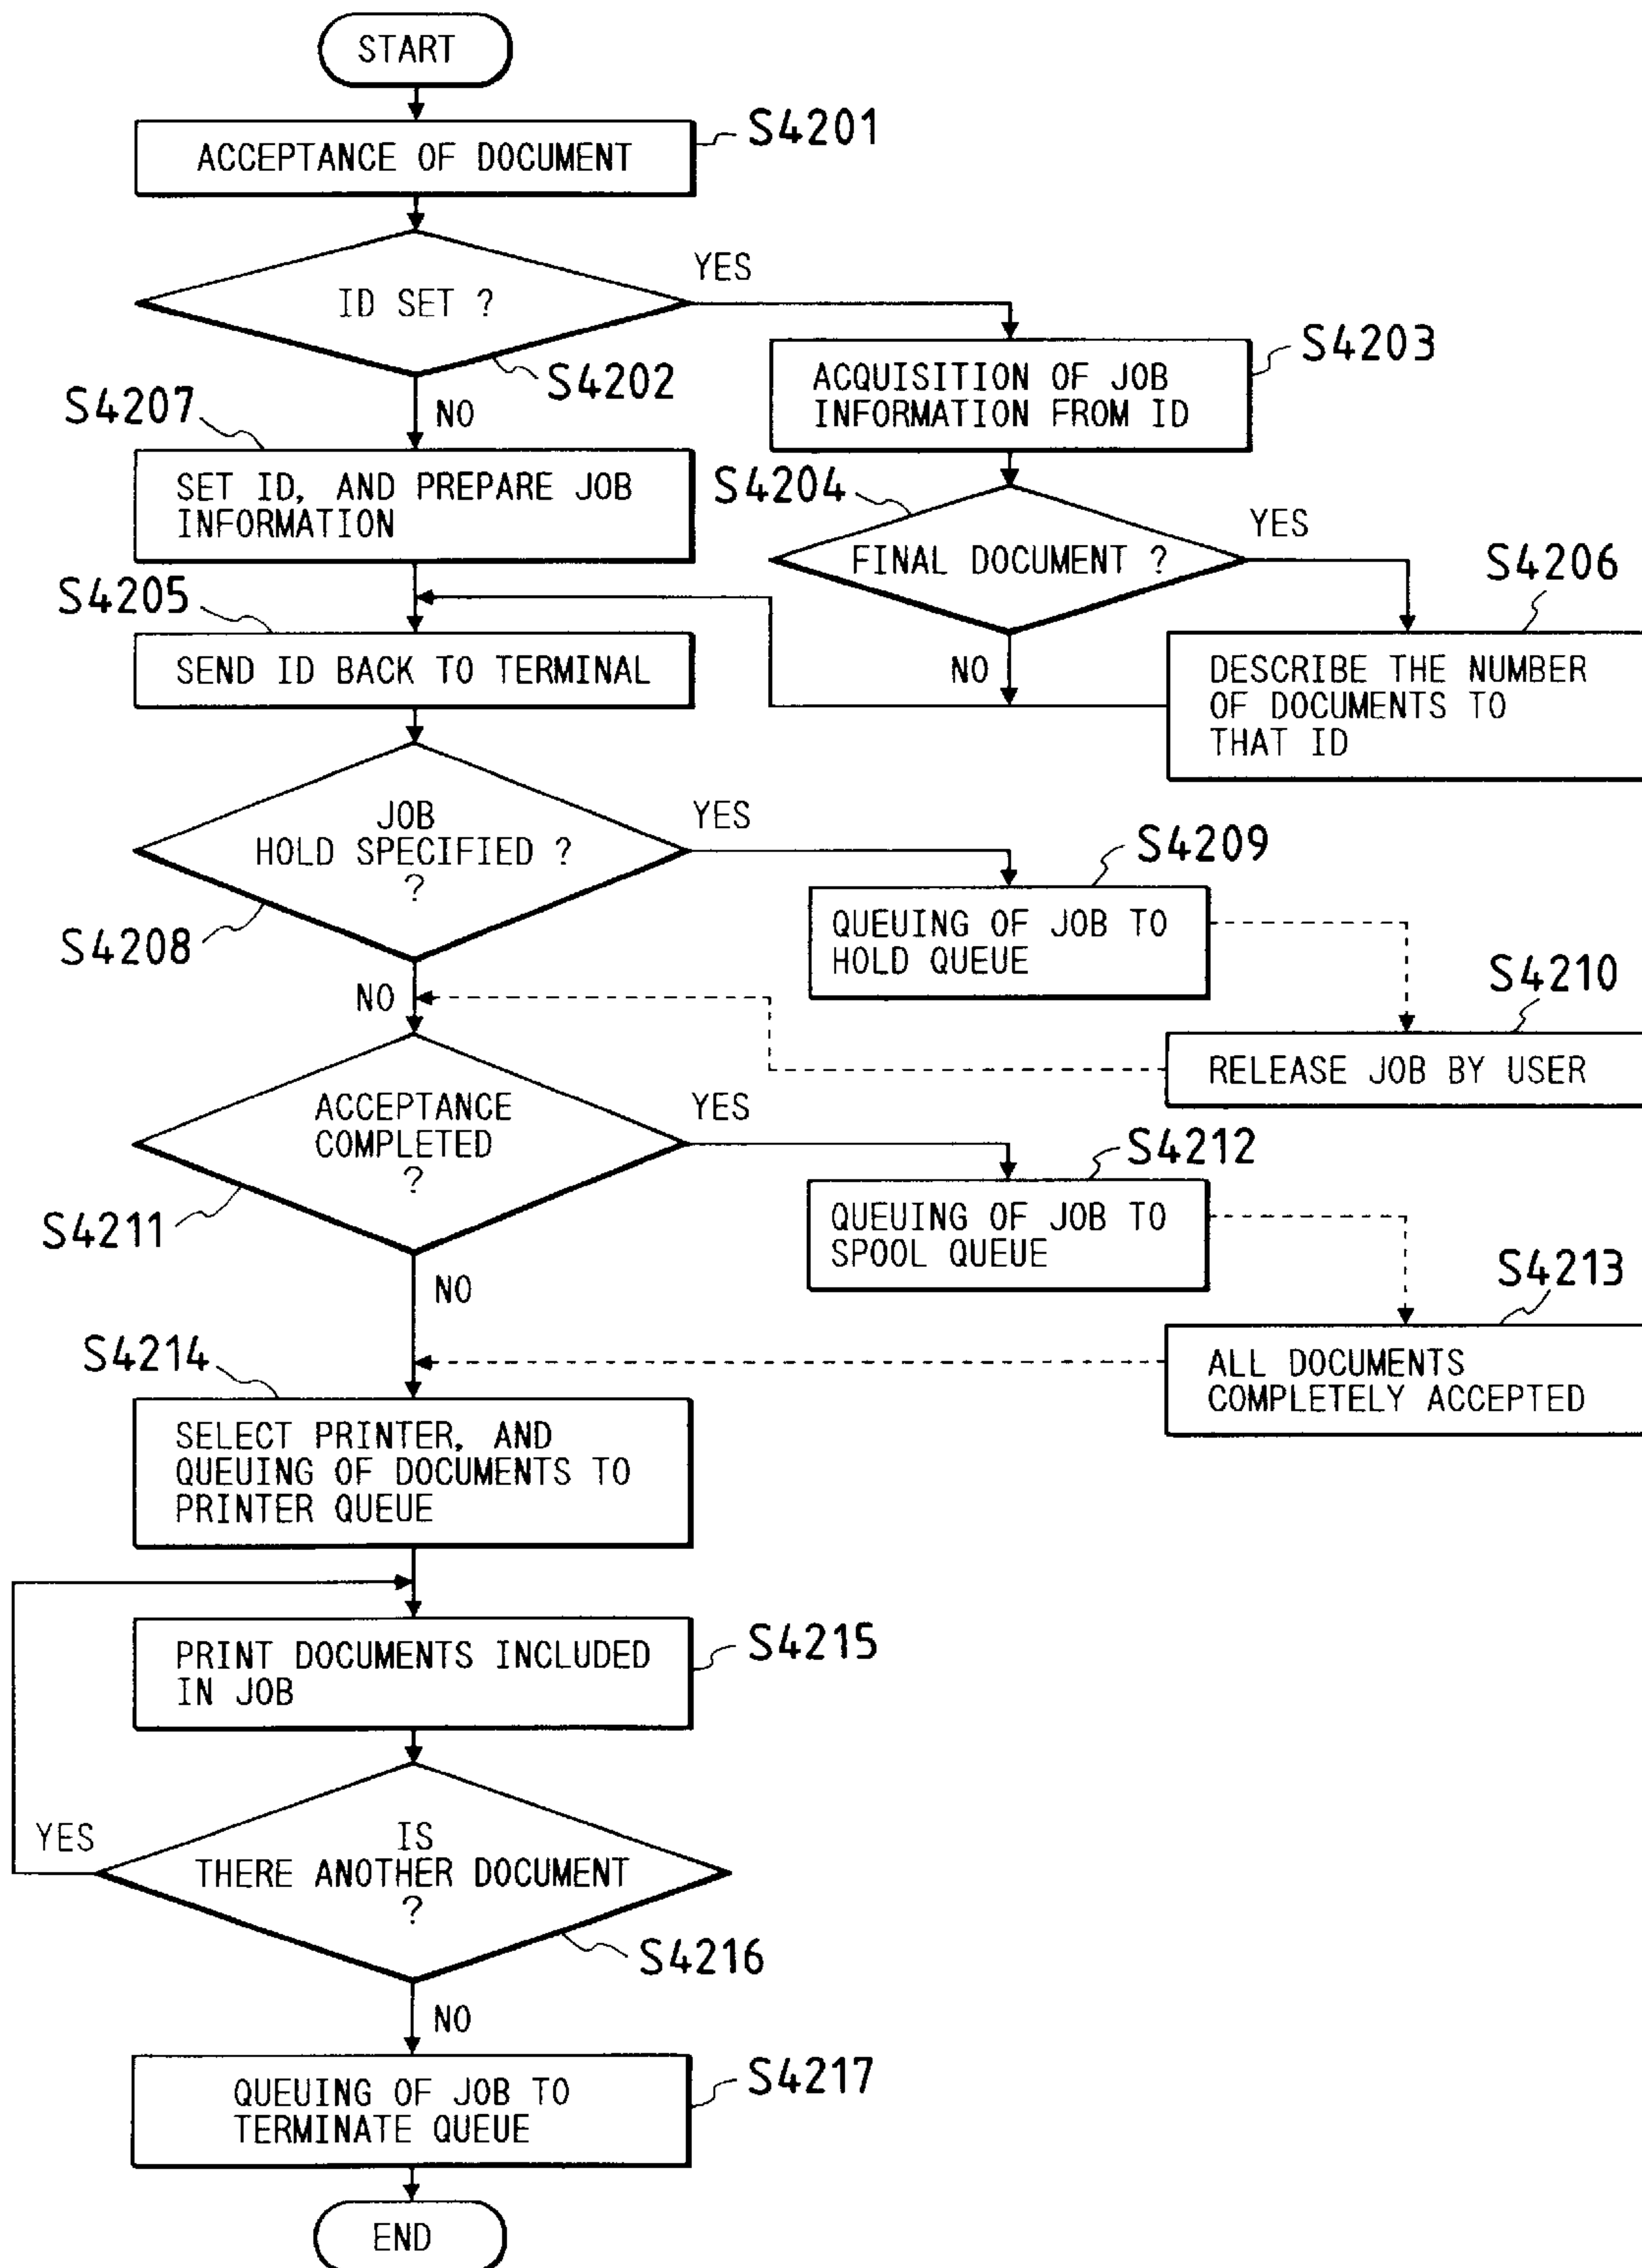 START
S4201
ACCEPTANCE OF DOCUMENT
YES
ID SET ?
S4202
NO
S4203
ACQUISITION OF JOB
INFORMATION FROM ID
S4207
SET ID, AND PREPARE JOB
INFORMATION
S4204
YES
FINAL DOCUMENT ?
NO
S4206
DESCRIBE THE NUMBER
OF DOCUMENTS TO
THAT ID
S4205
SEND ID BACK TO TERMINAL
JOB
HOLD SPECIFIED ?
?
YES
S4208
NO
S4209
QUEUING OF JOB TO
HOLD QUEUE
S4210
RELEASE JOB BY USER
ACCEPTANCE
COMPLETED
?
YES
S4211
NO
S4212
QUEUING OF JOB TO
SPOOL QUEUE
S4213
ALL DOCUMENTS
COMPLETELY ACCEPTED
S4214
SELECT PRINTER, AND
QUEUING OF DOCUMENTS TO
PRINTER QUEUE
S4215
PRINT DOCUMENTS INCLUDED
IN JOB
YES
IS
THERE ANOTHER DOCUMENT
?
S4216
NO
S4217
QUEUING OF JOB TO
TERMINATE QUEUE
END